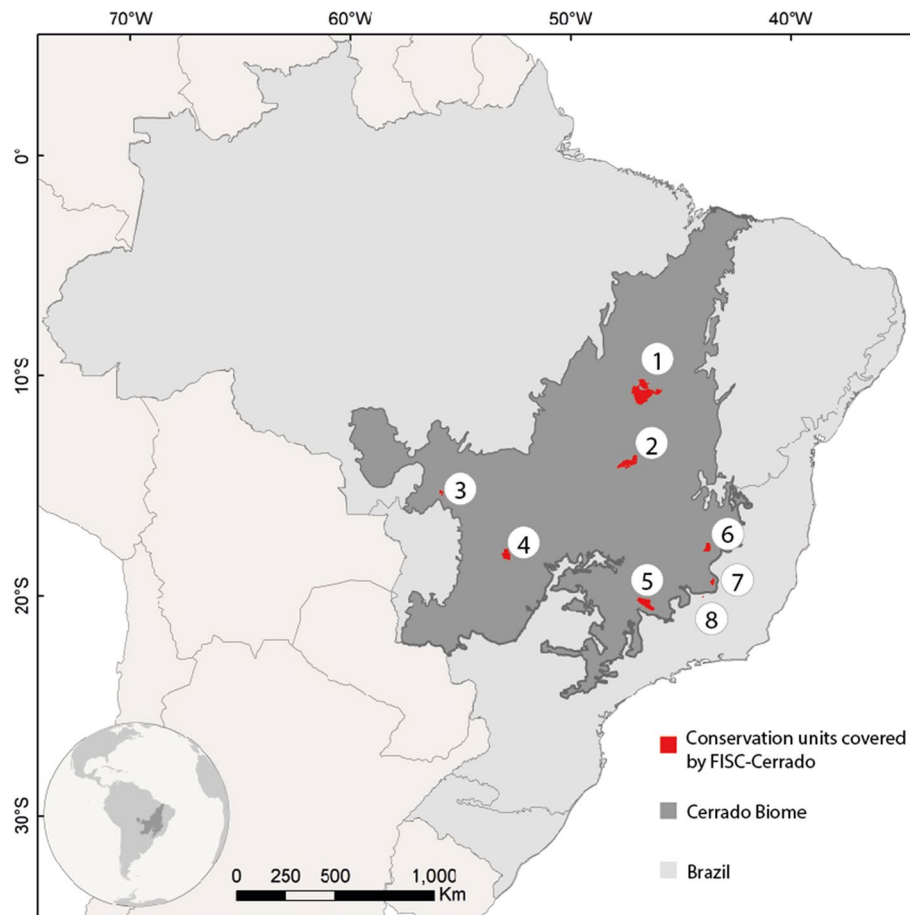 70°W 60°W 50°W 40°W
0°
10°S
20°S
30°S
1
2
3
4
5
6
7
8
Conservation units covered
by FISC-Cerrado
Cerrado Biome
Brazil
0 250 500 1,000
Km